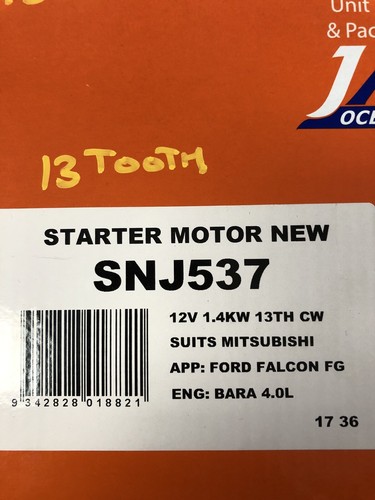 Unit
& Pac
OCE
13 TOOTH
STARTER MOTOR NEW
SNJ537
12V 1.4KW 13TH CW
SUITS MITSUBISHI
APP: FORD FALCON FG
ENG: BARA 4.0L
9 342828 018821
17 36